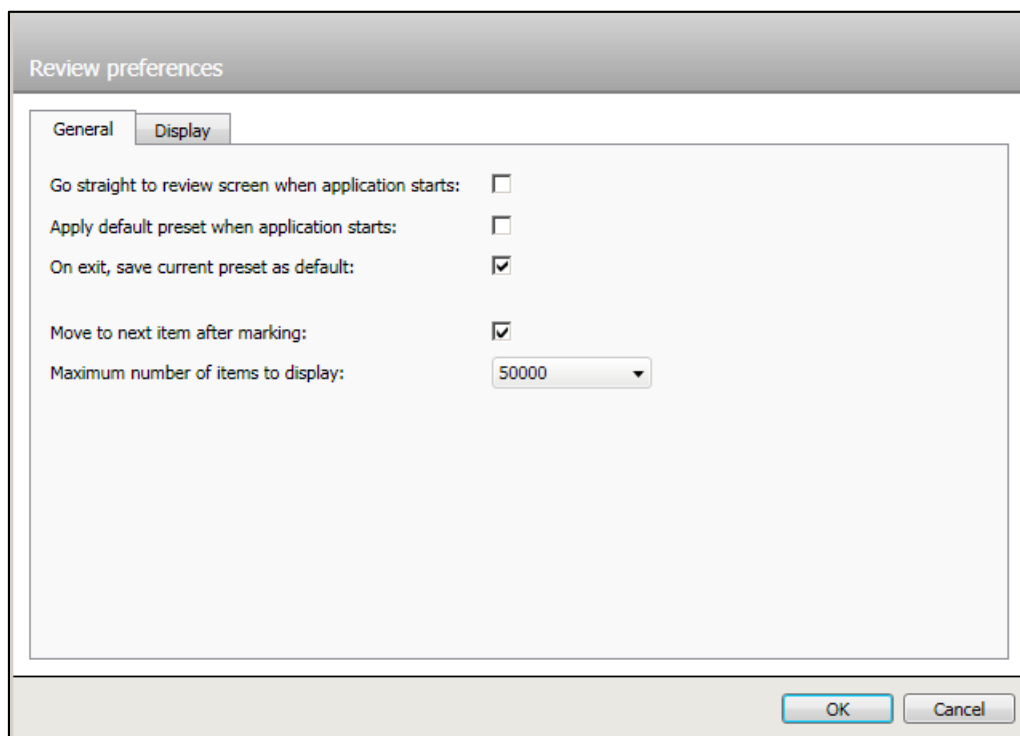 Review preferences
General Display
Go straight to review screen when application starts:
Apply default preset when application starts:
On exit, save current preset as default:
Move to next item after marking:
Maximum number of items to display: 50000
OK Cancel